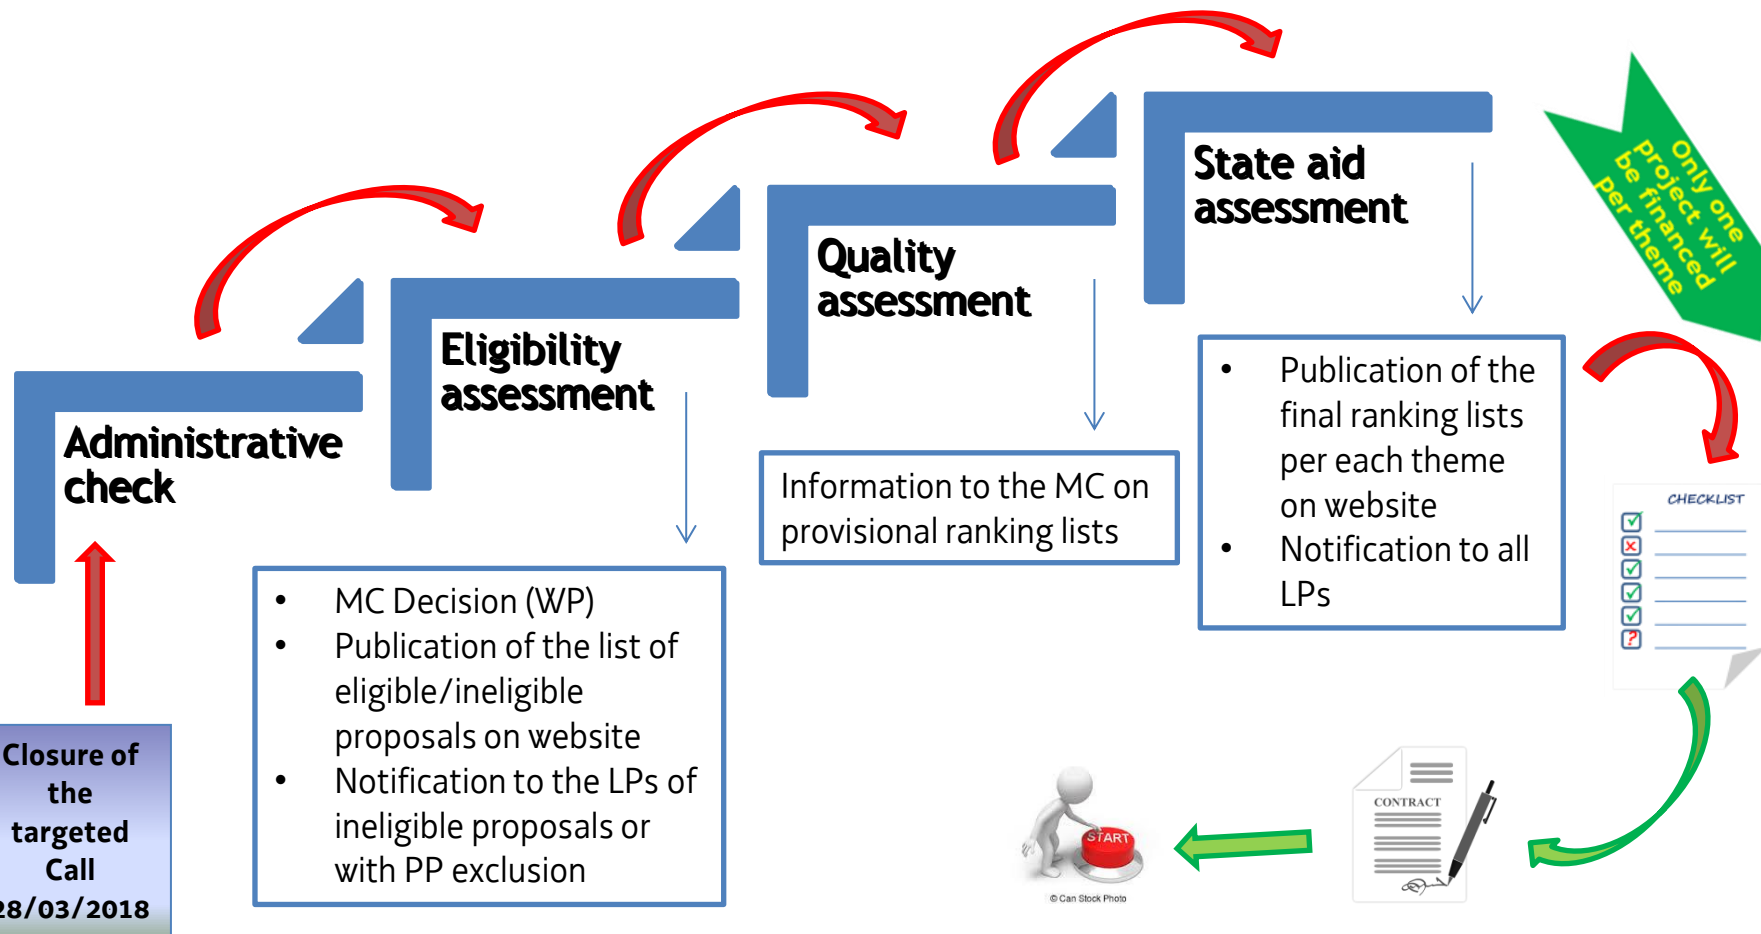 Only one
project will
be financed
per theme
State aid
assessment
Quality
assessment
Eligibility
assessment
Administrative
check
• Publication of the
final ranking lists
per each theme
on website
• Notification to all
LPs
Information to the MC on
provisional ranking lists
CHECKLIST
• MC Decision (WP)
• Publication of the list of
eligible/ineligible
proposals on website
• Notification to the LPs of
ineligible proposals or
with PP exclusion
Closure of
the
targeted
Call
28/03/2018
CONTRACT
START
© Can Stock Photo